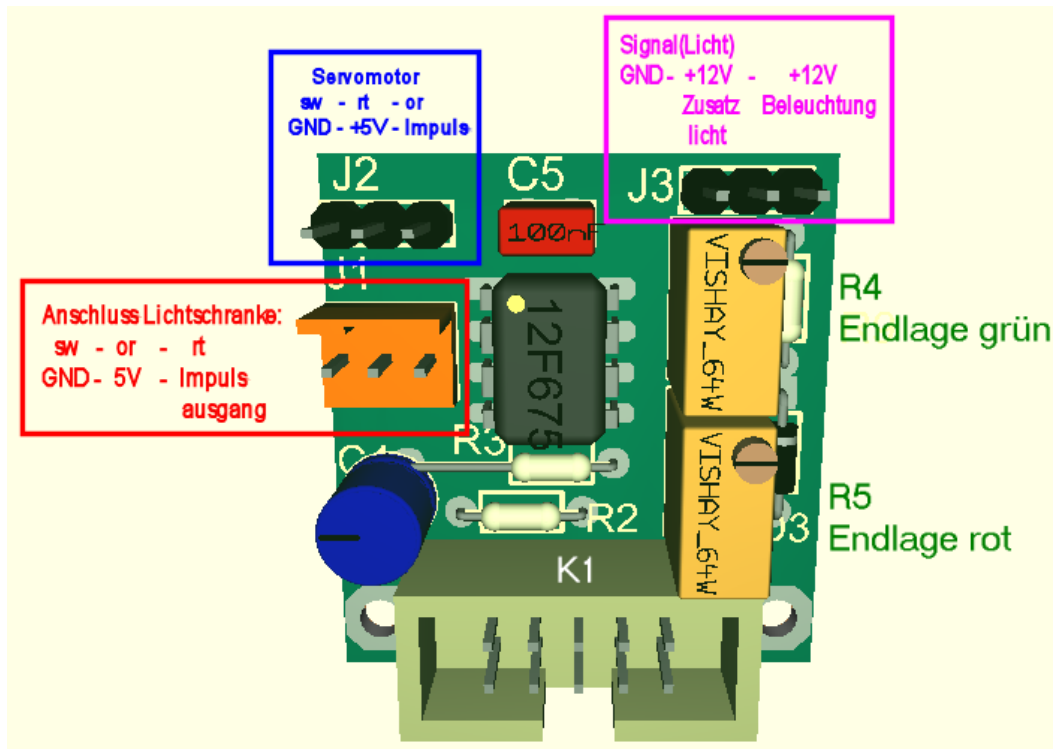 Servomotor
sw - rt - or
GND - +5V - Impuls
Signal(Licht)
GND - +12V - +12V
Zusatz Beleuchtung
licht
J2
C5
J3
100nF
J1
Anschluss Lichtschranke:
sw - or - rt
GND - 5V - Impuls
ausgang
12F675
VISHAY_64W
R4
Endlage grün
R3
VISHAY_64W
R5
Endlage rot
R2
K1